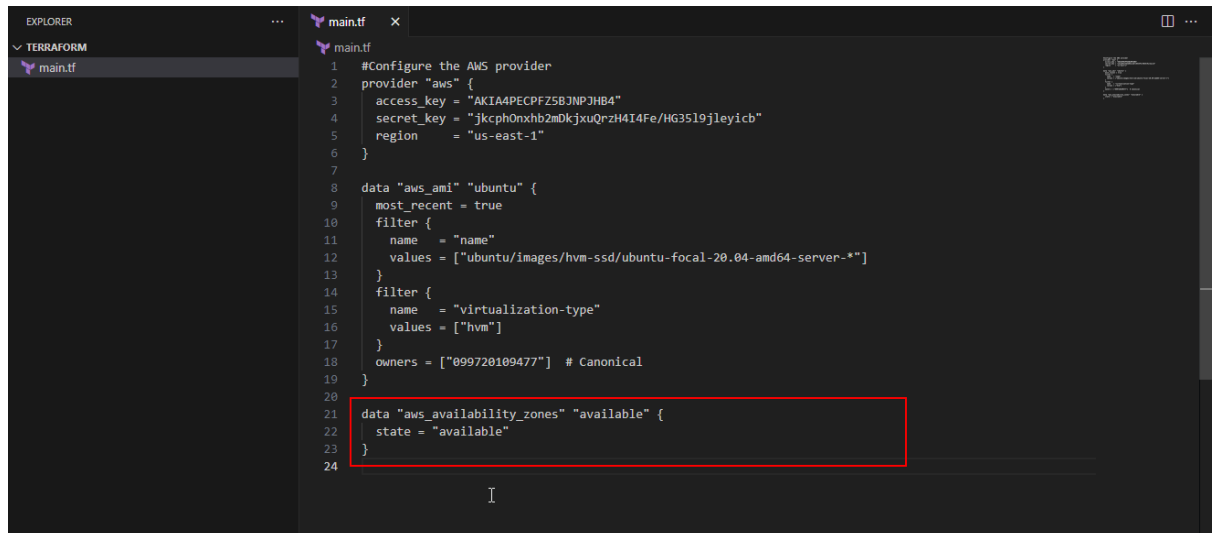 EXPLORER
...
main.tf
TERRAFORM
main.tf
main.tf
1 #Configure the AWS provider
2 provider "aws" {
3 access_key = "AKIA4PECPFZ5BJNPJHB4"
4 secret_key = "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"
5 region = "us-east-1"
6 }
7
8 data "aws_ami" "ubuntu" {
9 most_recent = true
10 filter {
11 name = "name"
12 values = ["ubuntu/images/hvm-ssd/ubuntu-focal-20.04-amd64-server-*"]
13 }
14 filter {
15 name = "virtualization-type"
16 values = ["hvm"]
17 }
18 owners = ["099720109477"] # Canonical
19 }
20
21 data "aws_availability_zones" "available" {
22 state = "available"
23 }
24